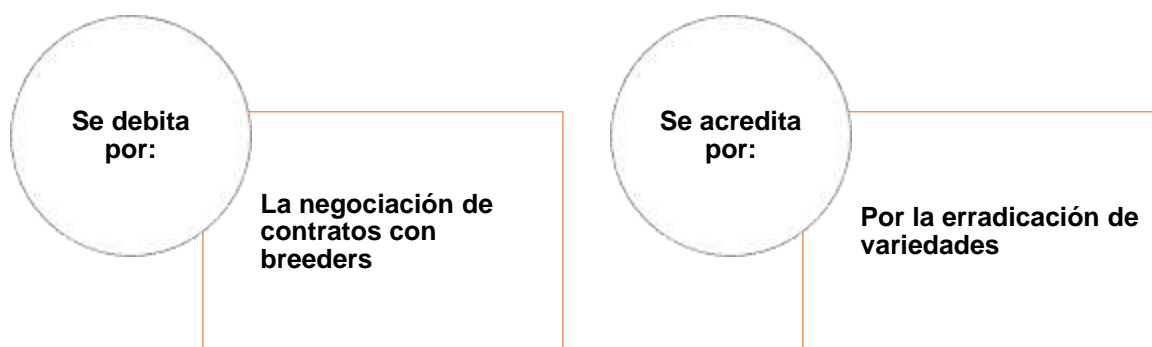 Se debita
por:
La negociación de
contratos con
breeders
Se acredita
por:
Por la erradicación de
variedades